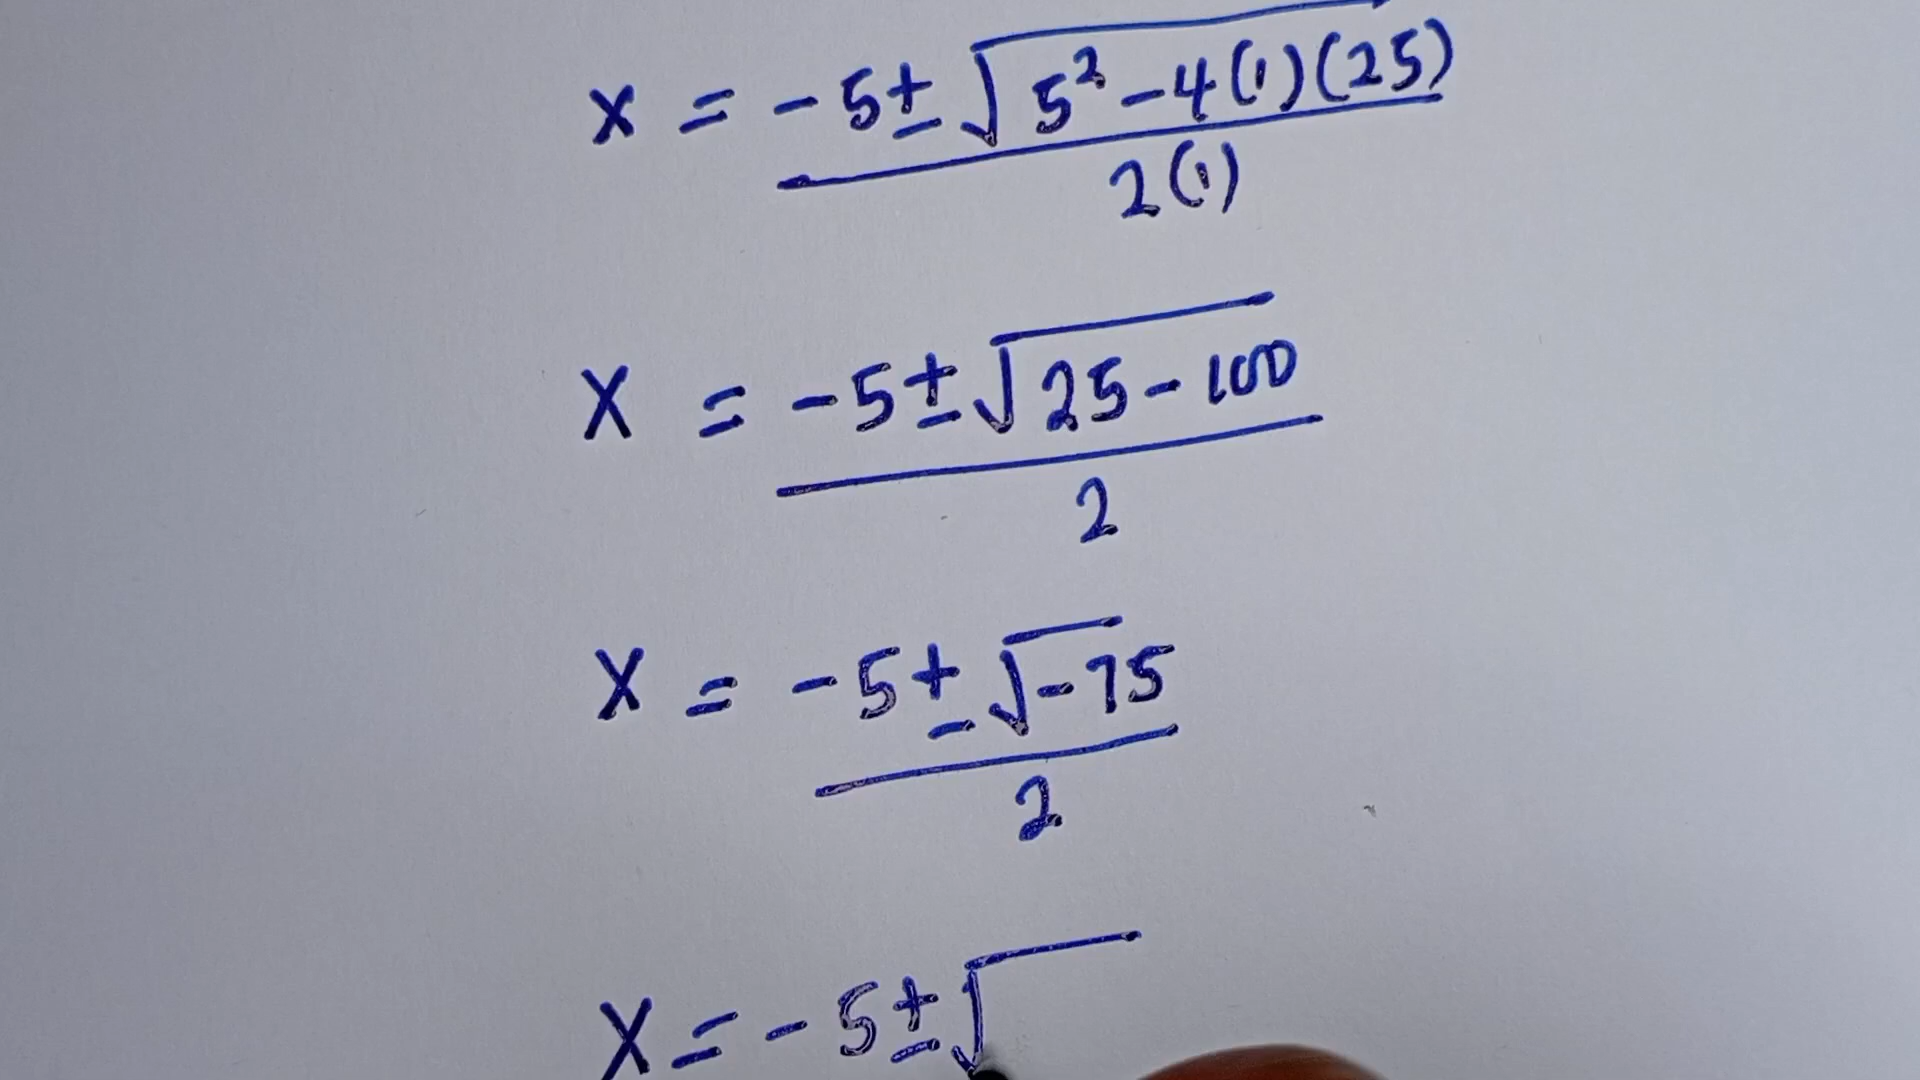 x = -5±√5²-4(1)(25)
2(1)
x = -5±√25-100
2
x = -5±√-75
2
x = -5±√